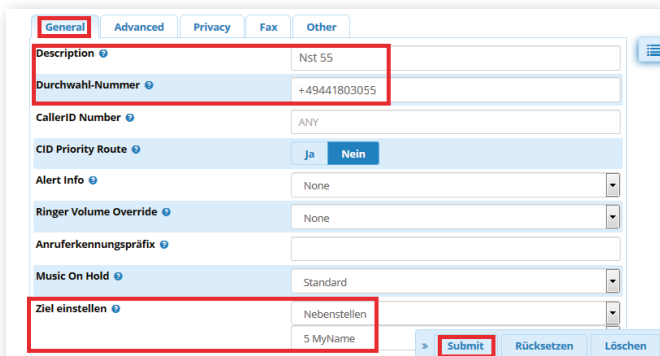 General Advanced Privacy Fax Other
Description Nst 55
Durchwahl-Nummer +49441803055
CallerID Number ANY
CID Priority Route Ja Nein
Alert Info None
Ringer Volume Override None
Anruferkennungspräfix
Music On Hold Standard
Ziel einstellen Nebenstellen
5 MyName
» Submit Rücksetzen Löschen